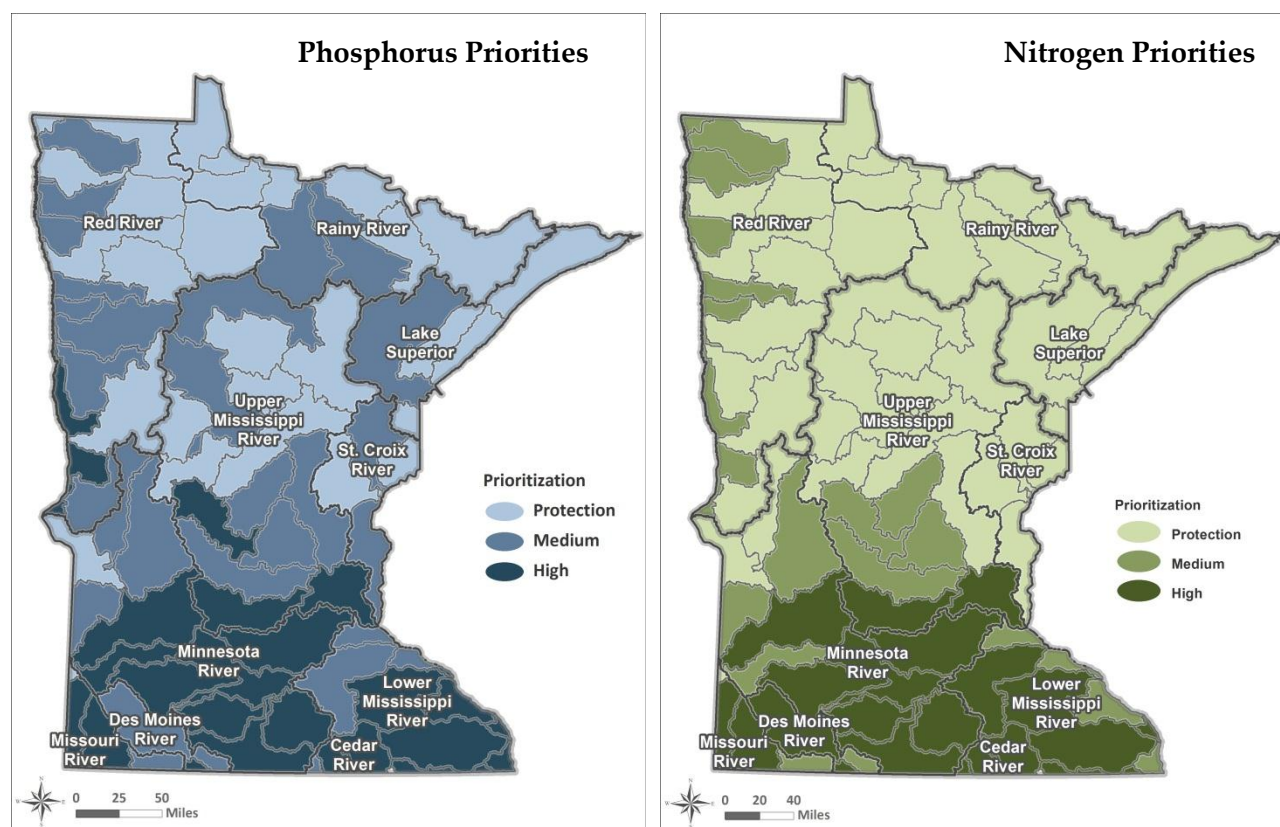 Phosphorus Priorities
Red River
Rainy River
Lake
Superior
Upper
Mississippi
River
St. Croix
River
Prioritization
Protection
Medium
High
Minnesota
River
Lower
Mississippi
River
Des Moines
River
Missouri
River
Cedar
River
N
W E
S
0 25 50
Miles
Nitrogen Priorities
Red River
Rainy River
Lake
Superior
Upper
Mississippi
River
St. Croix
River
Prioritization
Protection
Medium
High
Minnesota
River
Lower
Mississippi
River
Des Moines
River
Missouri
River
Cedar
River
N
W E
S
0 20 40
Miles